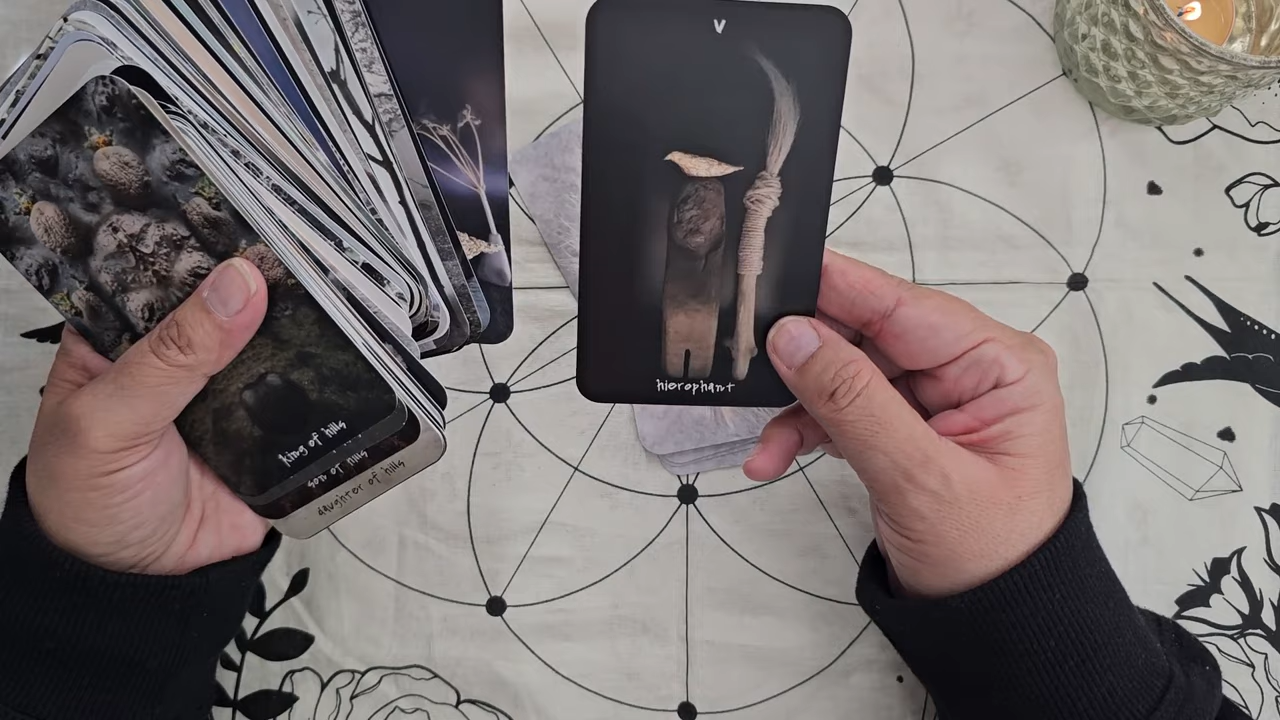 V
hierophant
king of hills
son of hills
daughter of hills